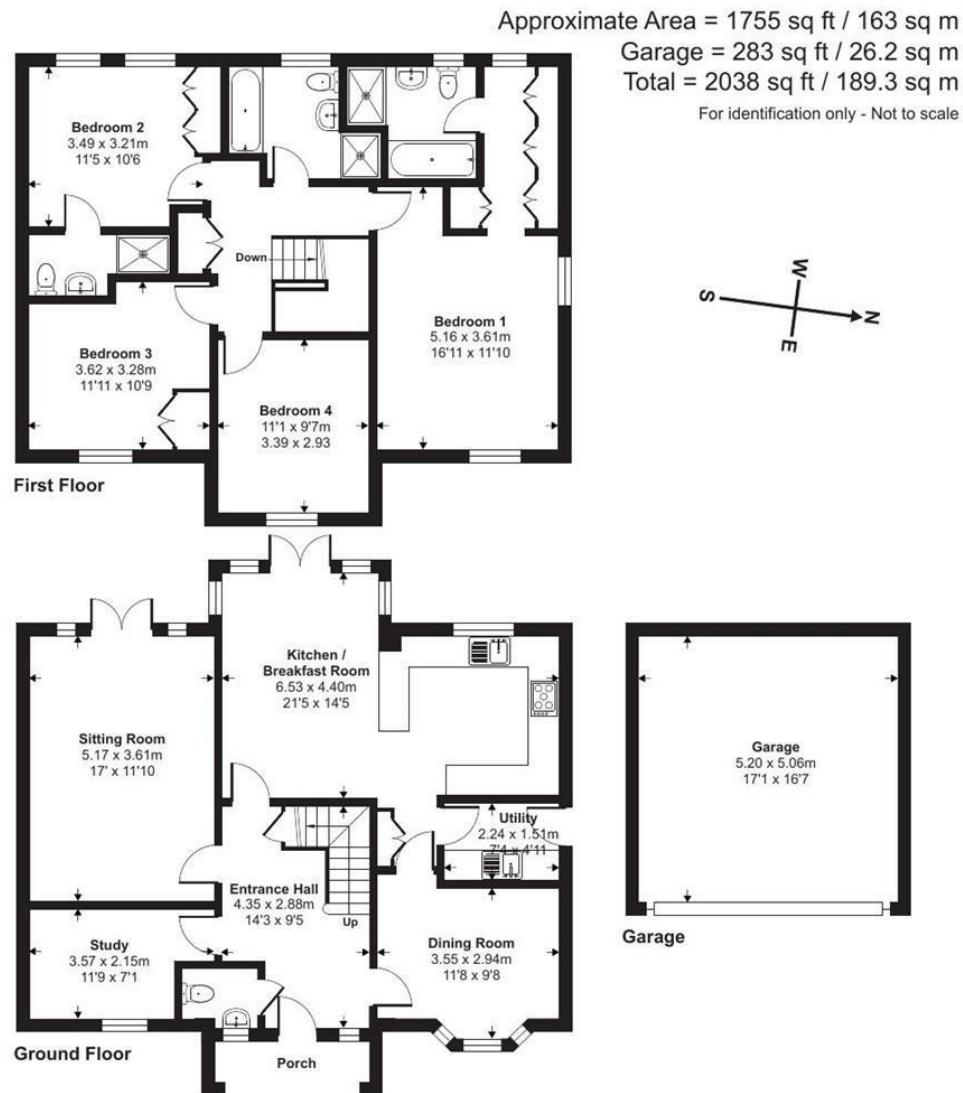 Approximate Area = 1755 sq ft / 163 sq m
Garage = 283 sq ft / 26.2 sq m
Total = 2038 sq ft / 189.3 sq m
For identification only - Not to scale
Bedroom 2
3.49 x 3.21m
11'5 x 10'6
Down
Bedroom 1
5.16 x 3.61m
16'11 x 11'10
W
S
N
E
Bedroom 3
3.62 x 3.28m
11'11 x 10'9
Bedroom 4
11'1 x 9'7m
3.39 x 2.93
First Floor
Kitchen /
Breakfast Room
6.53 x 4.40m
21'5 x 14'5
Sitting Room
5.17 x 3.61m
17' x 11'10
Garage
5.20 x 5.06m
17'1 x 16'7
Utility
2.24 x 1.51m
7'4 x 4'11
Entrance Hall
4.35 x 2.88m
14'3 x 9'5
Up
Study
3.57 x 2.15m
11'9 x 7'1
Dining Room
3.55 x 2.94m
11'8 x 9'8
Garage
Ground Floor
Porch